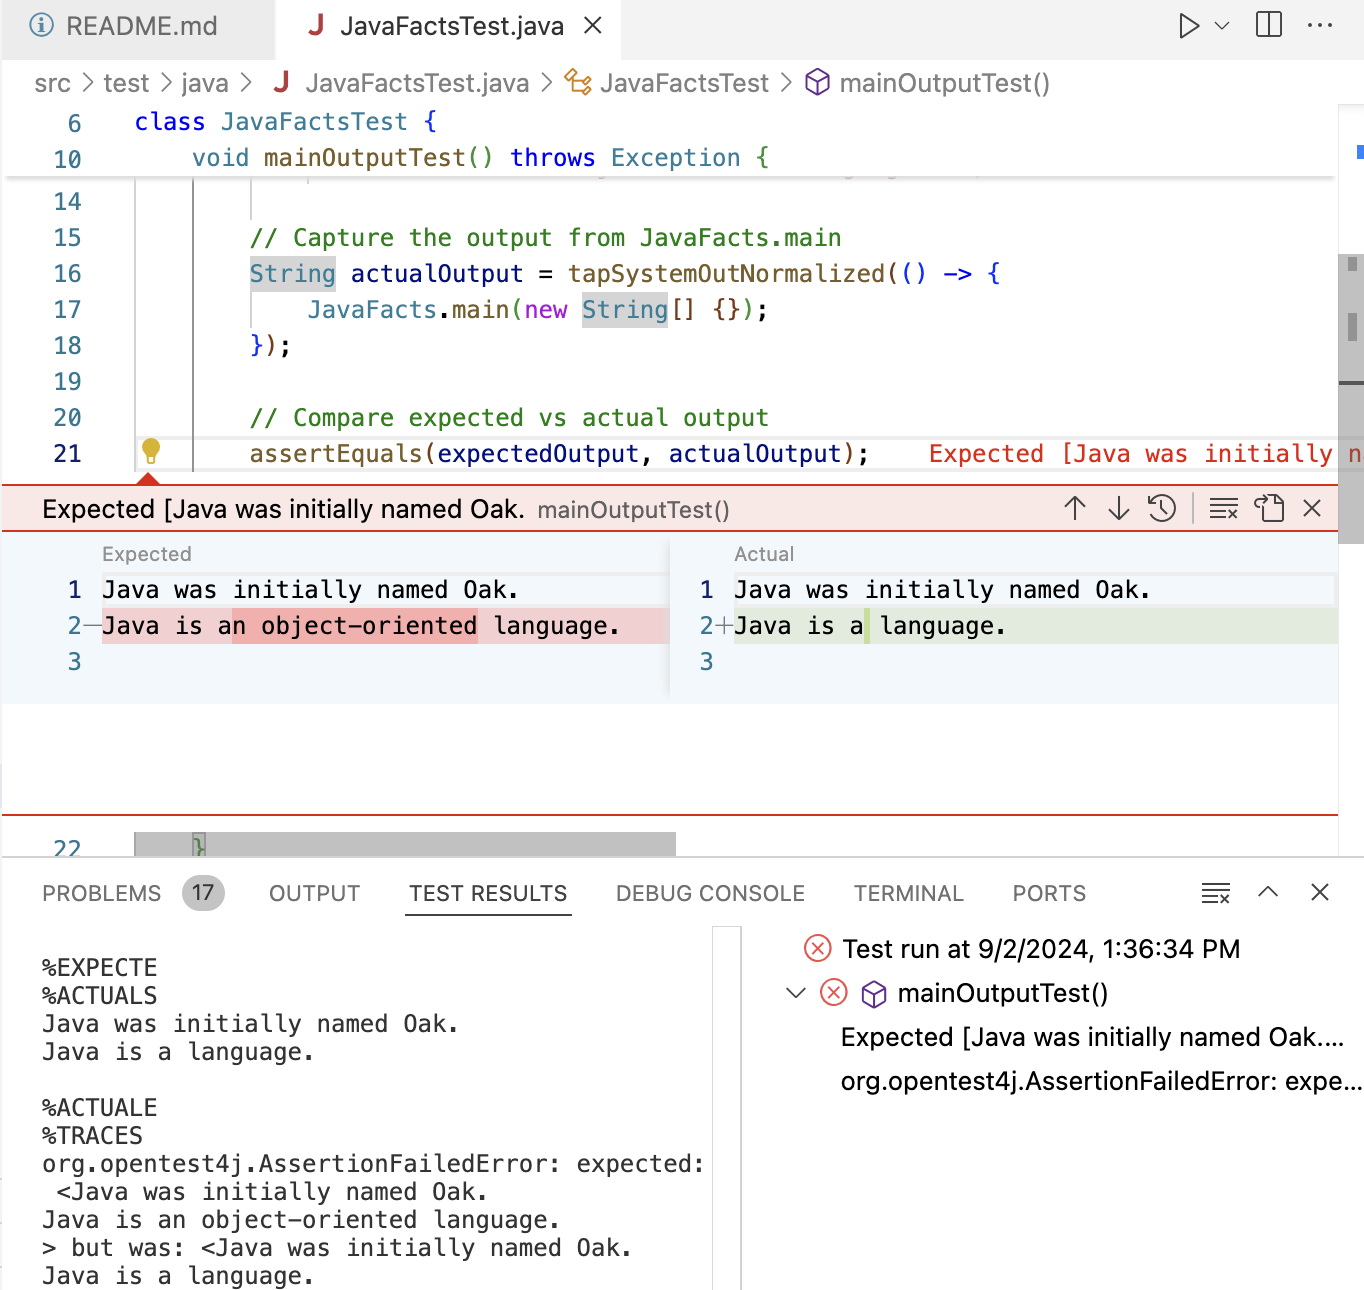 README.md
JavaFactsTest.java
src > test > java > JavaFactsTest.java > JavaFactsTest > mainOutputTest()
6 class JavaFactsTest {
10 void mainOutputTest() throws Exception {
14
15 // Capture the output from JavaFacts.main
16 String actualOutput = tapSystemOutNormalized(() -> {
17 JavaFacts.main(new String[] {});
18 });
19
20 // Compare expected vs actual output
21 assertEquals(expectedOutput, actualOutput); Expected [Java was initially n
Expected [Java was initially named Oak. mainOutputTest()
Expected
1 Java was initially named Oak.
2—Java is an object-oriented language.
3
Actual
1 Java was initially named Oak.
2+Java is a language.
3
22 }
PROBLEMS 17 OUTPUT TEST RESULTS DEBUG CONSOLE TERMINAL PORTS
%EXPECTE
%ACTUALS
Java was initially named Oak.
Java is a language.
%ACTUALE
%TRACES
org.opentest4j.AssertionFailedError: expected:
<Java was initially named Oak.
Java is an object-oriented language.
> but was: <Java was initially named Oak.
Java is a language.
Test run at 9/2/2024, 1:36:34 PM
mainOutputTest()
Expected [Java was initially named Oak....
org.opentest4j.AssertionFailedError: expe...